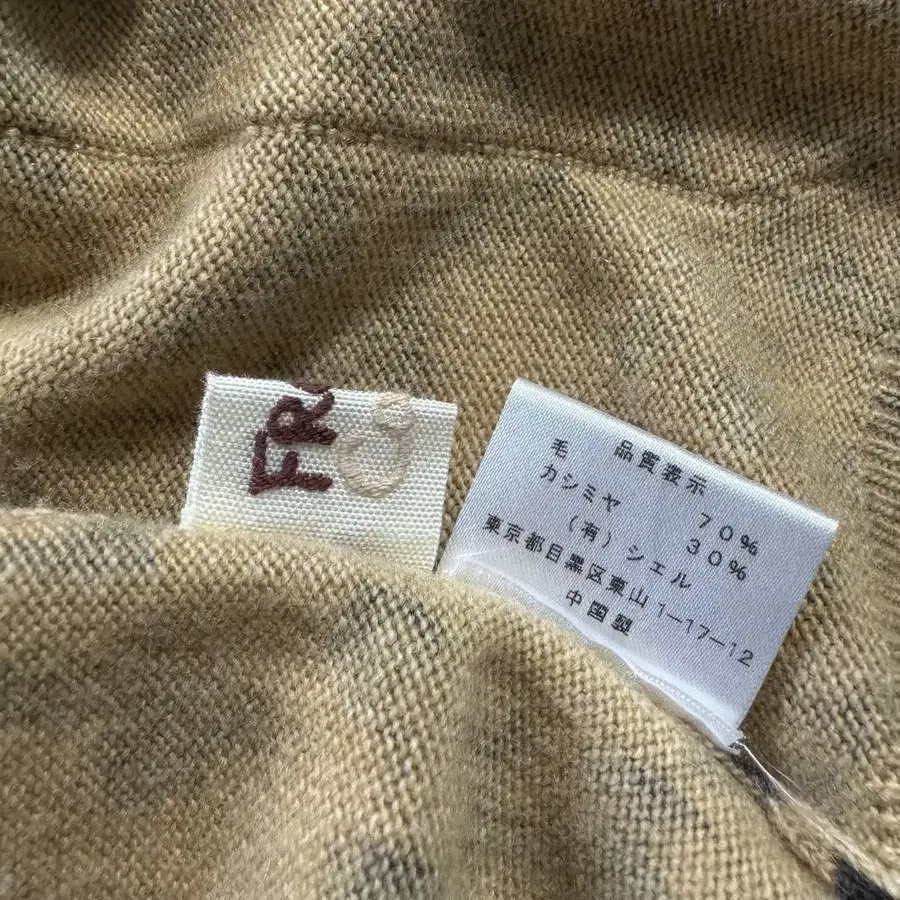 FR
品質表示
毛 70%
カシミヤ 30%
(有)シェル
東京都目黒区東山1-17-12
中国製